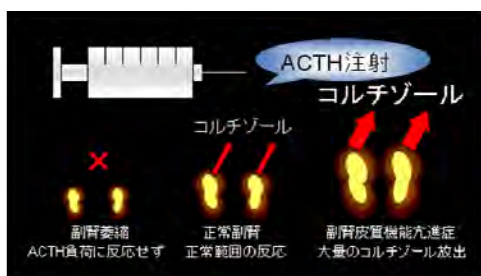 ACTH注射
コルチゾール
コルチゾール
副腎萎縮
ACTH負荷に反応せず
正常副腎
正常範囲の反応
副腎皮質機能亢進症
大量のコルチゾール放出